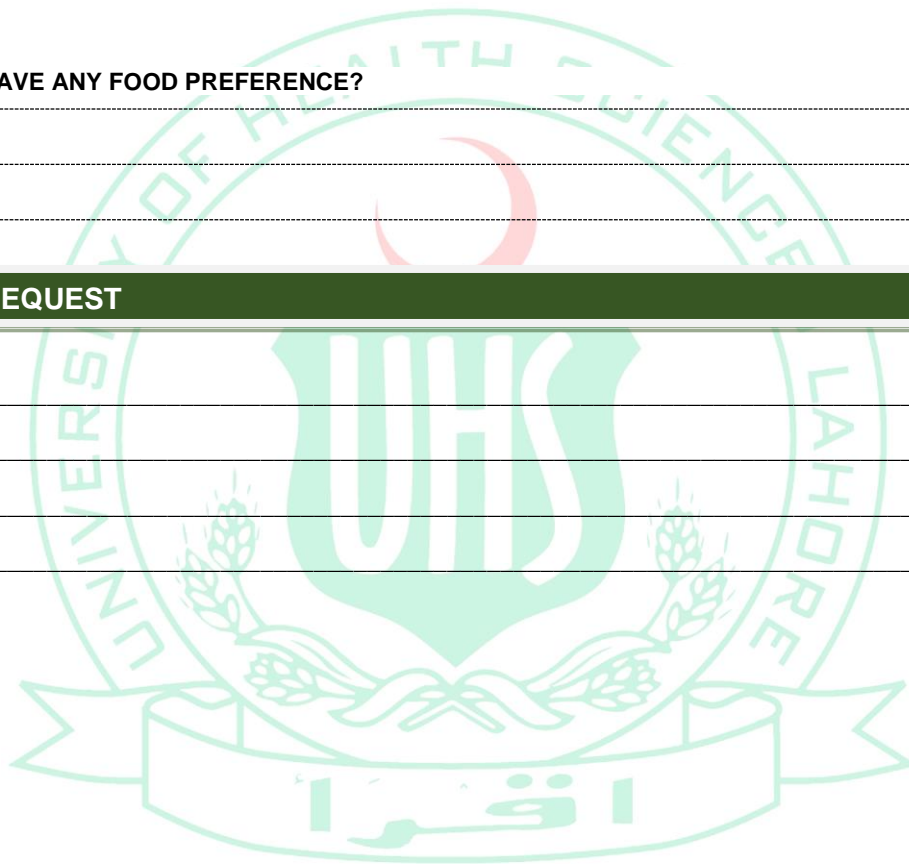 AVE ANY FOOD PREFERENCE?
EQUEST
UNIVERSITY OF HEALTH SCIENCES LAHORE
UHS
اقرا